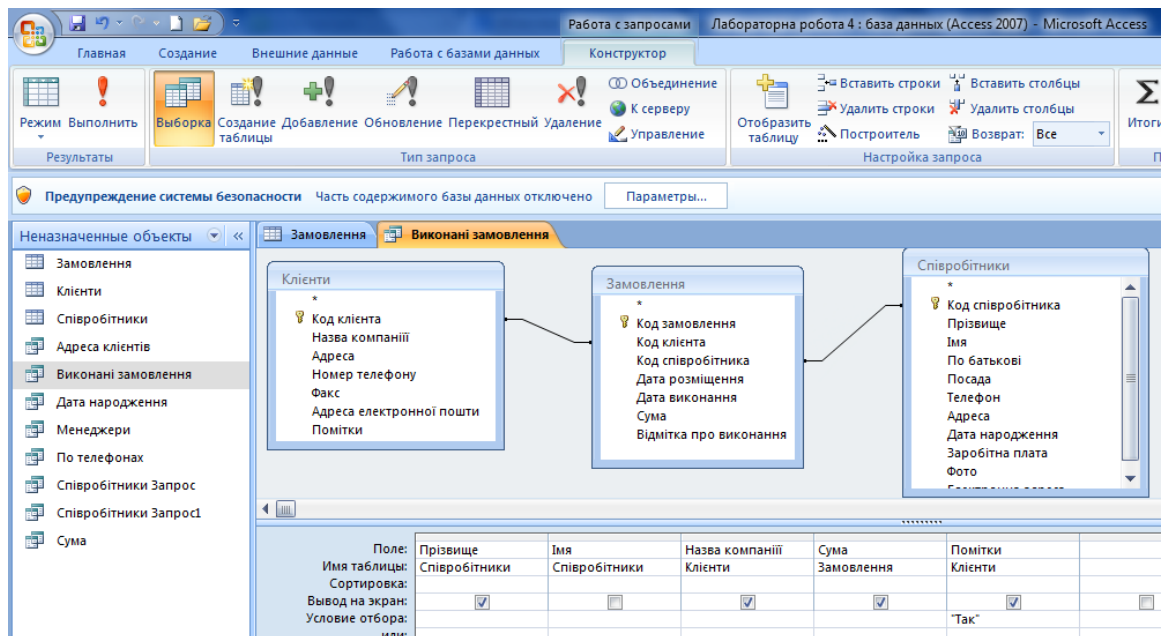 Работа с запросами Лабораторна робота 4 : база данных (Access 2007) - Microsoft Access
Главная Создание Внешние данные Работа с базами данных Конструктор
Режим Выполнить Выборка Создание таблицы Добавление Обновление Перекрестный Удаление
Объединение
К серверу
Управление
Отобразить таблицу
Вставить строки
Удалить строки
Построитель
Вставить столбцы
Удалить столбцы
Возврат: Все
Результаты Тип запроса Настройка запроса
Предупреждение системы безопасности Часть содержимого базы данных отключено Параметры...
Неназначенные объекты «
Замовлення
Клієнти
Співробітники
Адреса клієнтів
Виконані замовлення
Дата народження
Менеджери
По телефонах
Співробітники Запрос
Співробітники Запрос1
Сума
Замовлення Виконані замовлення
Клієнти
*
Код клієнта
Назва компаніїї
Адреса
Номер телефону
Факс
Адреса електронної пошти
Помітки
Замовлення
*
Код замовлення
Код клієнта
Код співробітника
Дата розміщення
Дата виконання
Сума
Відмітка про виконання
Співробітники
*
Код співробітника
Прізвище
Імя
По батькові
Посада
Телефон
Адреса
Дата народження
Заробітна плата
Фото
Поле: Прізвище Імя Назва компаніїї Сума Помітки
Имя таблицы: Співробітники Співробітники Клієнти Замовлення Клієнти
Сортировка:
Вывод на экран:
Условие отбора: "Так"
или: